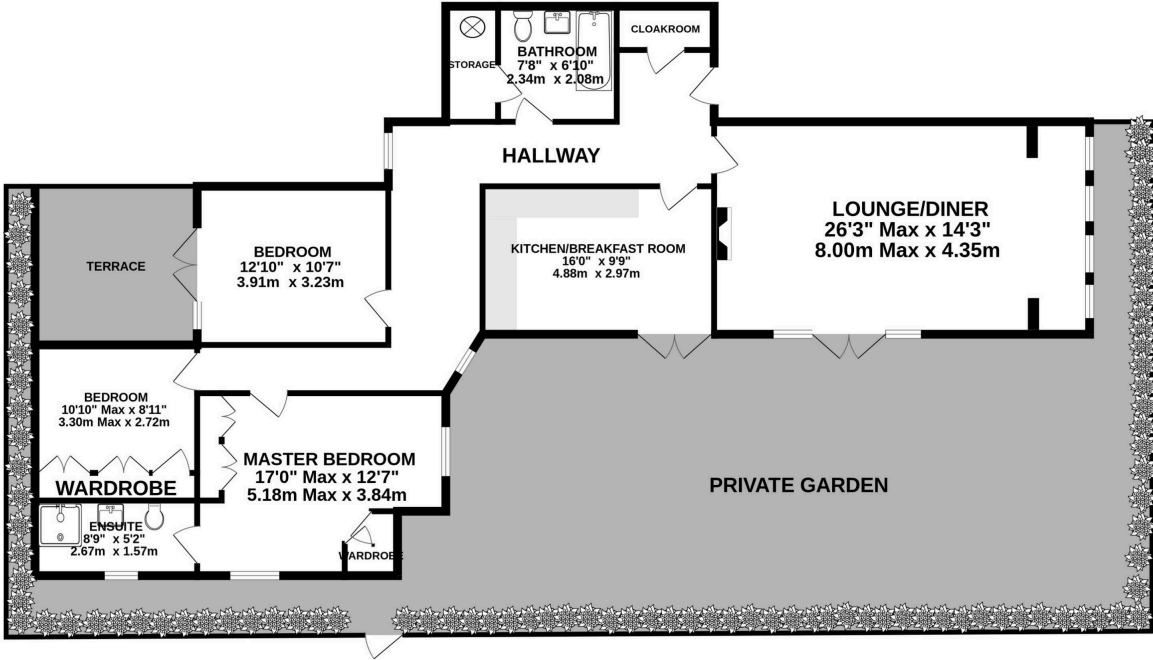 CLOAKROOM
STORAGE
BATHROOM
7'8" x 6'10"
2.34m x 2.08m
HALLWAY
LOUNGE/DINER
26'3" Max x 14'3"
8.00m Max x 4.35m
KITCHEN/BREAKFAST ROOM
16'0" x 9'9"
4.88m x 2.97m
BEDROOM
12'10" x 10'7"
3.91m x 3.23m
TERRACE
BEDROOM
10'10" Max x 8'11"
3.30m Max x 2.72m
WARDROBE
MASTER BEDROOM
17'0" Max x 12'7"
5.18m Max x 3.84m
PRIVATE GARDEN
ENSUITE
8'9" x 5'2"
2.67m x 1.57m
WARDROBE